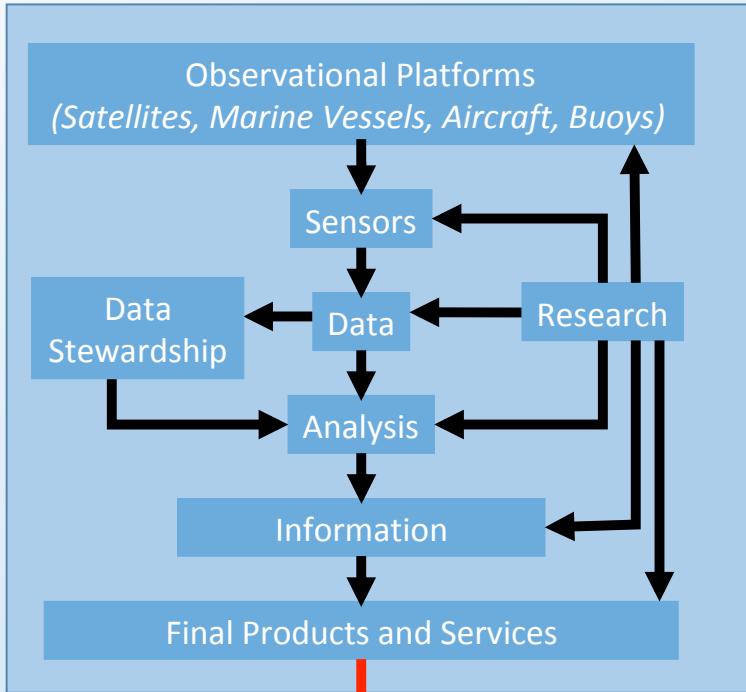 Observational Platforms
(Satellites, Marine Vessels, Aircraft, Buoys)
Sensors
Data
Stewardship
Data
Research
Analysis
Information
Final Products and Services